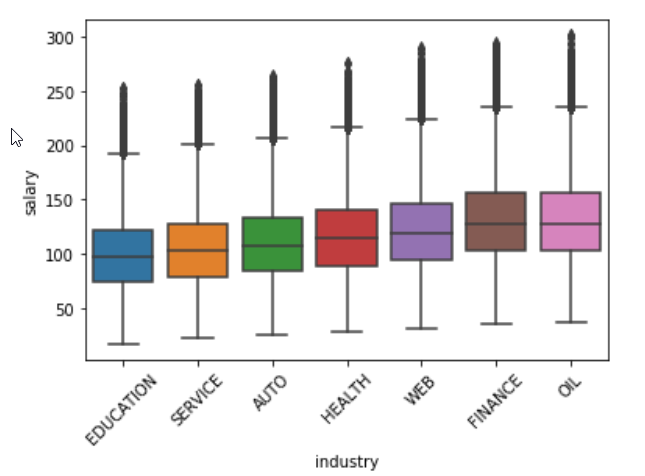 300
250
200
150
100
50
salary
EDUCATION
SERVICE
AUTO
HEALTH
WEB
FINANCE
OIL
industry